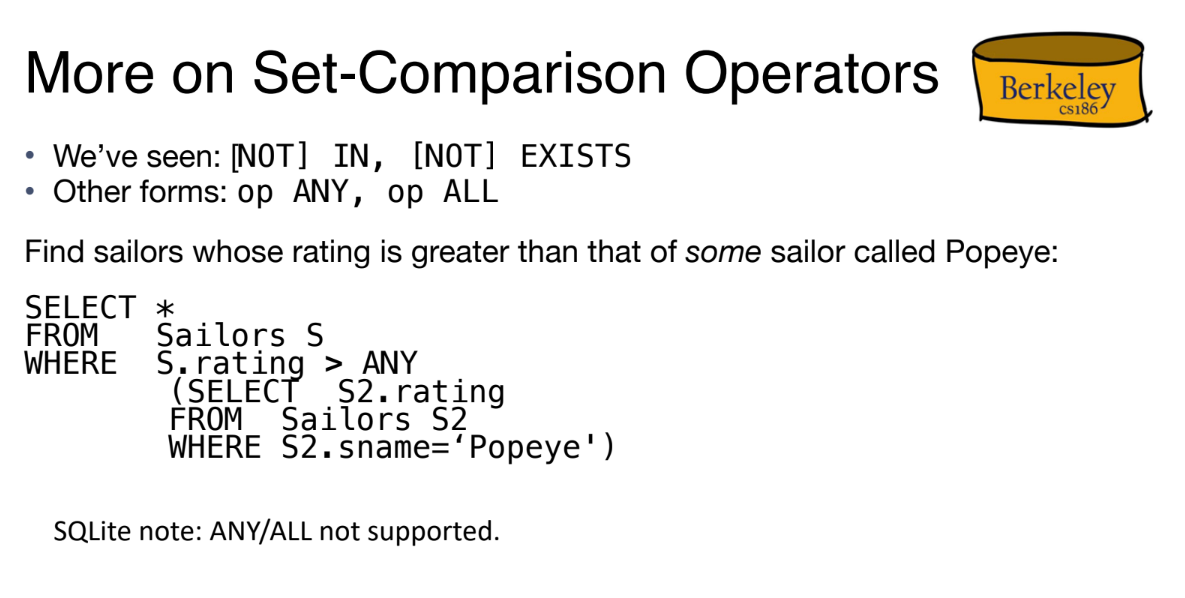 More on Set-Comparison Operators
Berkeley
cs186
• We’ve seen: [NOT] IN, [NOT] EXISTS
• Other forms: op ANY, op ALL
Find sailors whose rating is greater than that of some sailor called Popeye:
SELECT *
FROM Sailors S
WHERE S.rating > ANY
(SELECT S2.rating
FROM Sailors S2
WHERE S2.sname=‘Popeye')
SQLite note: ANY/ALL not supported.